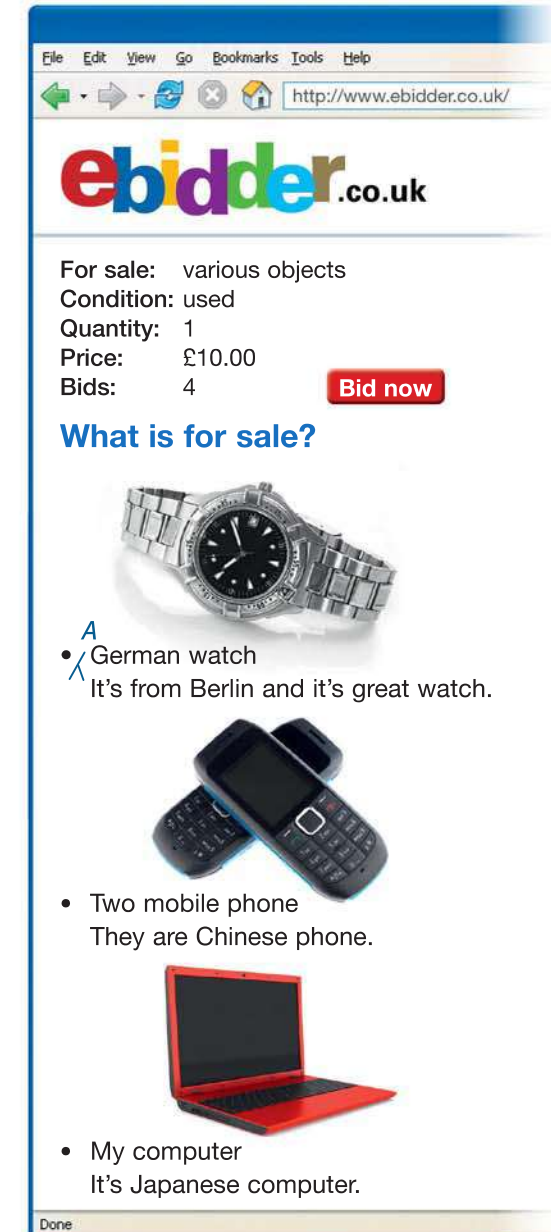 File Edit View Go Bookmarks Tools Help
http://www.ebidder.co.uk/
ebidder.co.uk
For sale: various objects
Condition: used
Quantity: 1
Price: £10.00
Bids: 4
Bid now
What is for sale?
A
• German watch
It's from Berlin and it's great watch.
• Two mobile phone
They are Chinese phone.
• My computer
It's Japanese computer.
Done